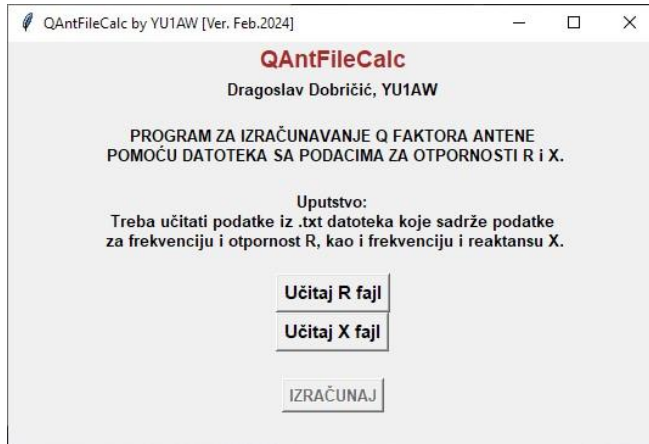 QAntFileCalc by YU1AW [Ver. Feb.2024]
QAntFileCalc
Dragoslav Dobričić, YU1AW
PROGRAM ZA IZRAČUNAVANJE Q FAKTORA ANTENE
POMOĆU DATOTEKA SA PODACIMA ZA OTPORNOSTI R i X.
Uputstvo:
Treba učitati podatke iz .txt datoteka koje sadrže podatke
za frekvenciju i otpornost R, kao i frekvenciju i reaktansu X.
Učitaj R fajl
Učitaj X fajl
IZRAČUNAJ